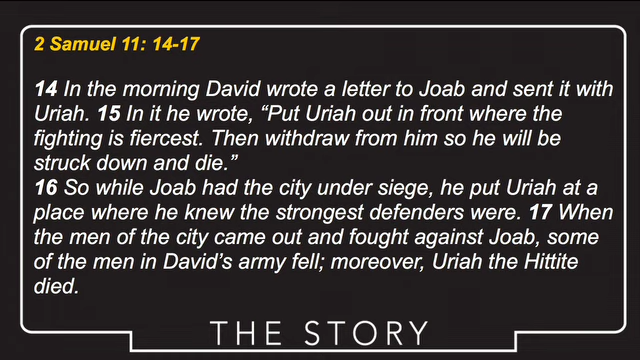 2 Samuel 11: 14-17
14 In the morning David wrote a letter to Joab and sent it with
Uriah. 15 In it he wrote, “Put Uriah out in front where the
fighting is fiercest. Then withdraw from him so he will be
struck down and die.”
16 So while Joab had the city under siege, he put Uriah at a
place where he knew the strongest defenders were. 17 When
the men of the city came out and fought against Joab, some
of the men in David’s army fell; moreover, Uriah the Hittite
died.
THE STORY